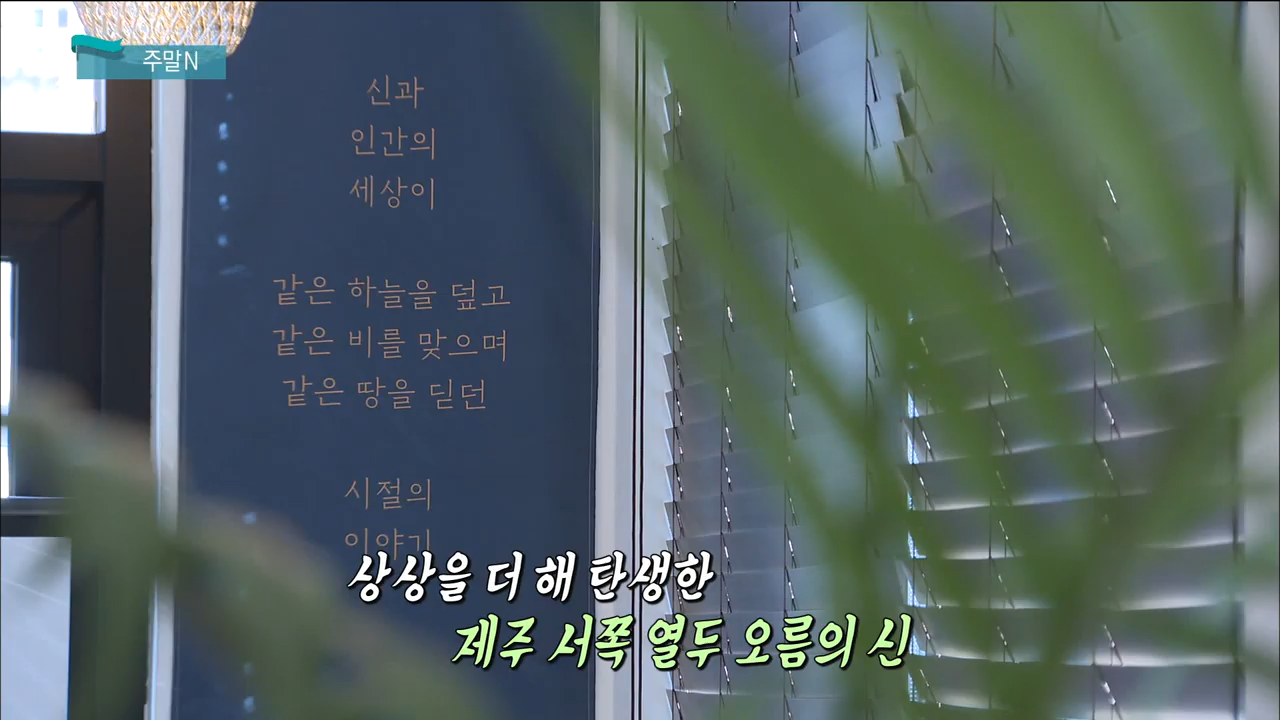 주말N
신과
인간의
세상이
같은 하늘을 덮고
같은 비를 맞으며
같은 땅을 딛던
시절의
이야기
상상을 더 해 탄생한
제주 서쪽 열두 오름의 신